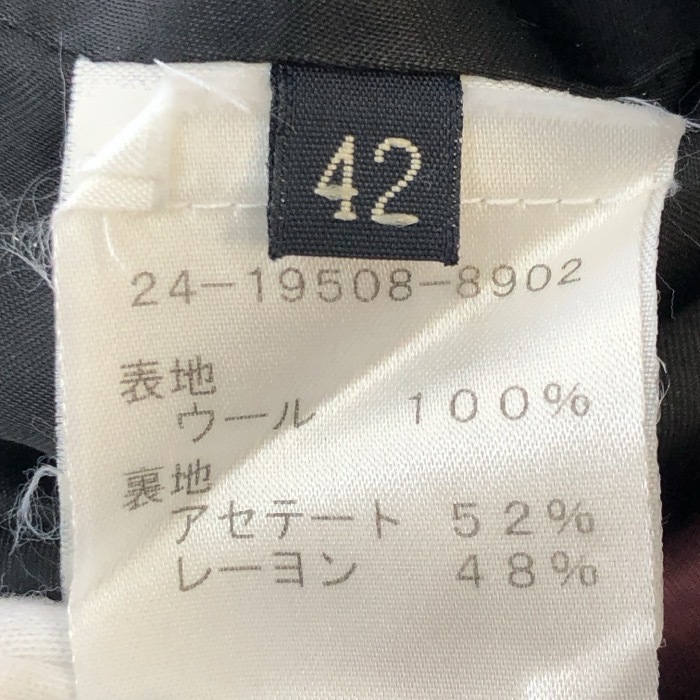 42
24-19508-8902
表地
ウール 100%
裏地
アセテート 52%
レーヨン 48%